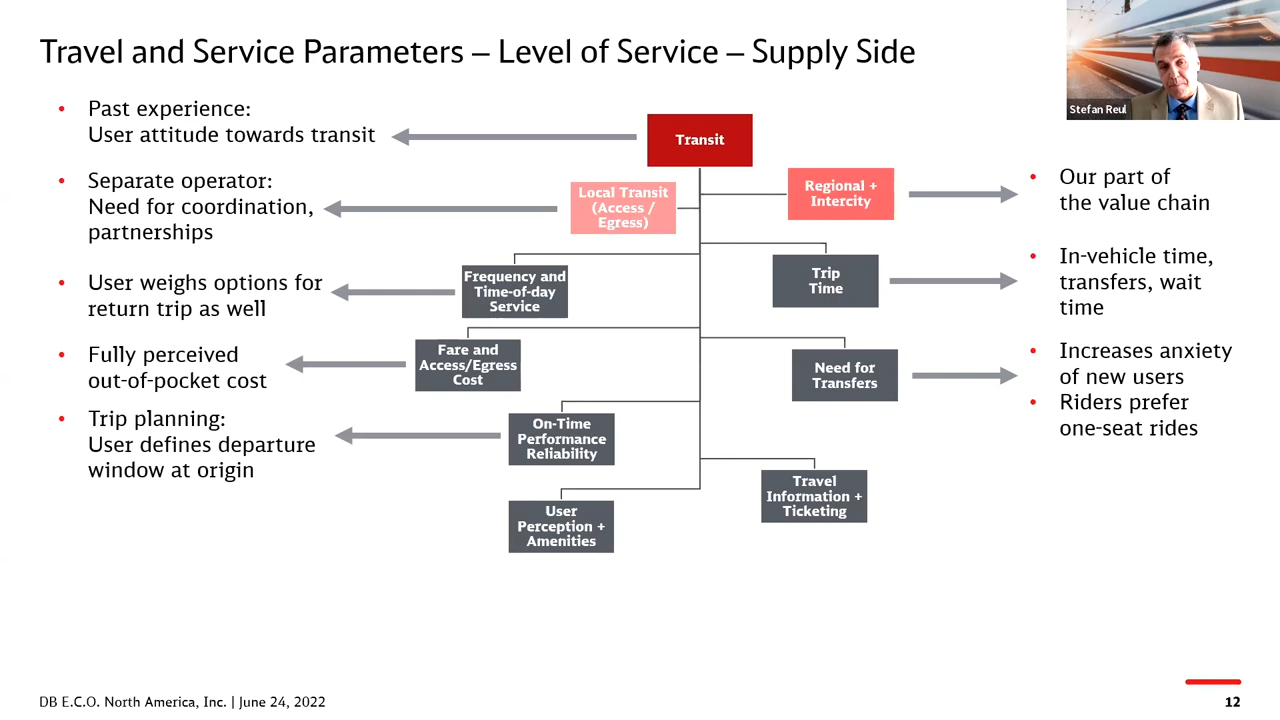 Travel and Service Parameters – Level of Service – Supply Side
Stefan Reul
• Past experience:
User attitude towards transit
Transit
• Separate operator:
Need for coordination,
partnerships
Local Transit
(Access /
Egress)
Regional +
Intercity
• Our part of
the value chain
• User weighs options for
return trip as well
Frequency and
Time-of-day
Service
Trip
Time
• In-vehicle time,
transfers, wait
time
• Fully perceived
out-of-pocket cost
Fare and
Access/Egress
Cost
Need for
Transfers
• Increases anxiety
of new users
• Riders prefer
one-seat rides
• Trip planning:
User defines departure
window at origin
On-Time
Performance
Reliability
Travel
Information +
Ticketing
User
Perception +
Amenities
DB E.C.O. North America, Inc. | June 24, 2022
12